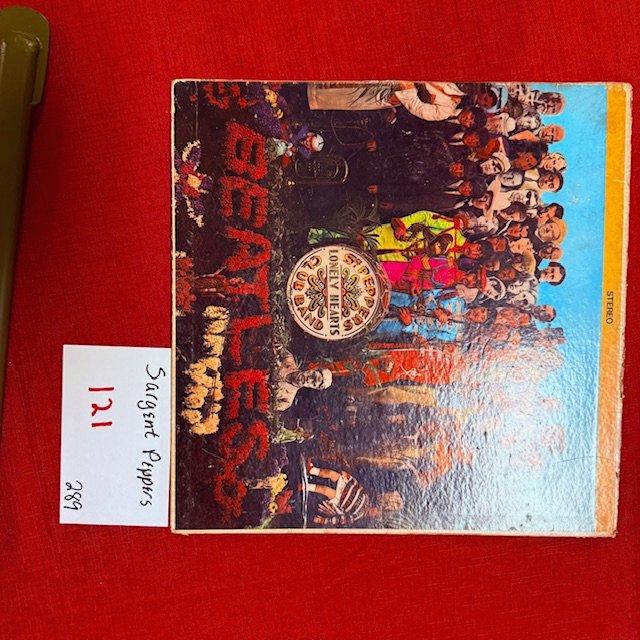 STEREO
SGT. PEPPERS
LONELY HEARTS
CLUB BAND
BEATLES
Sargent Peppers
121
289